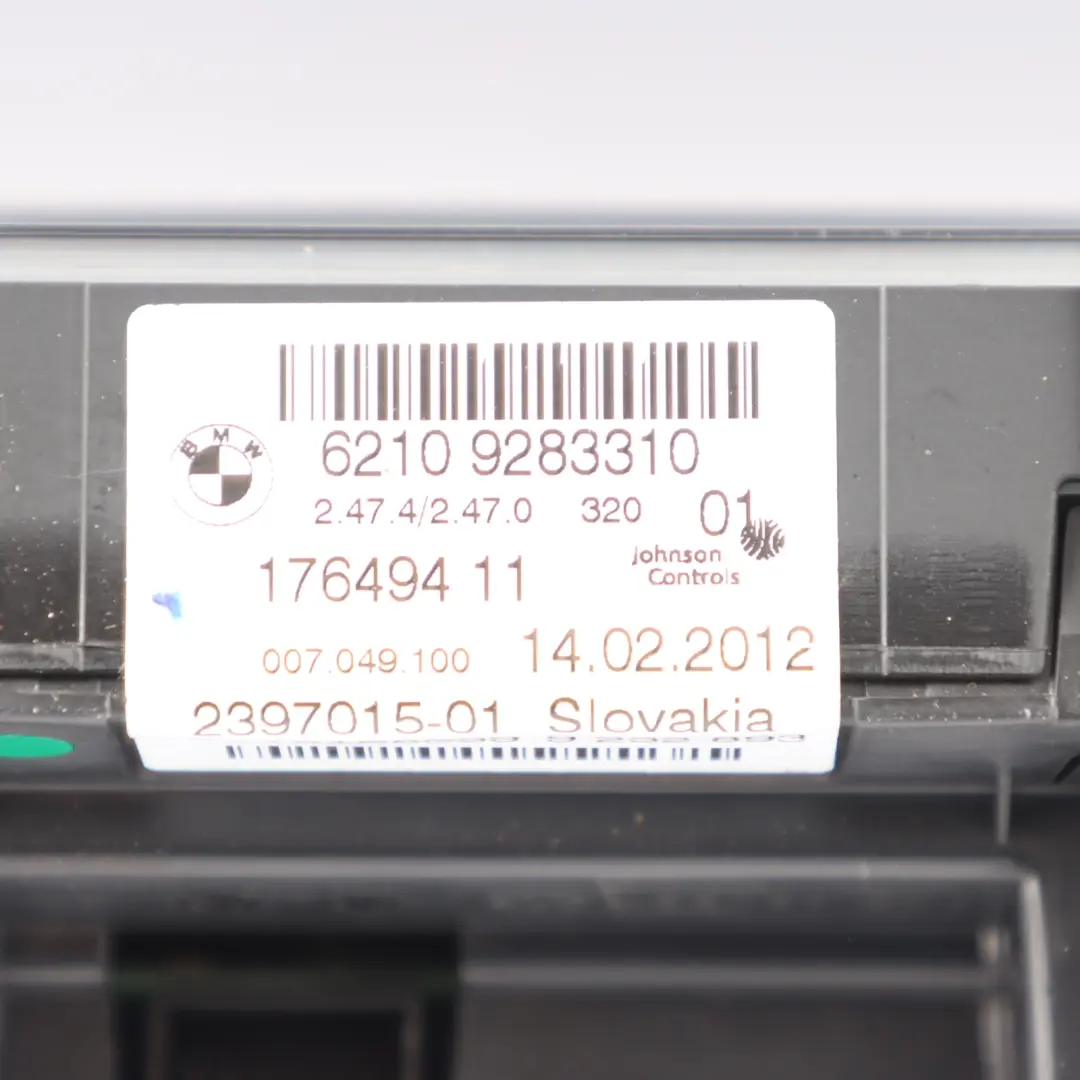 BMW
6210 9283310
2.47.4/2.47.0 320 01
Johnson
Controls
176494 11
007.049.100 14.02.2012
2397015-01 Slovakia